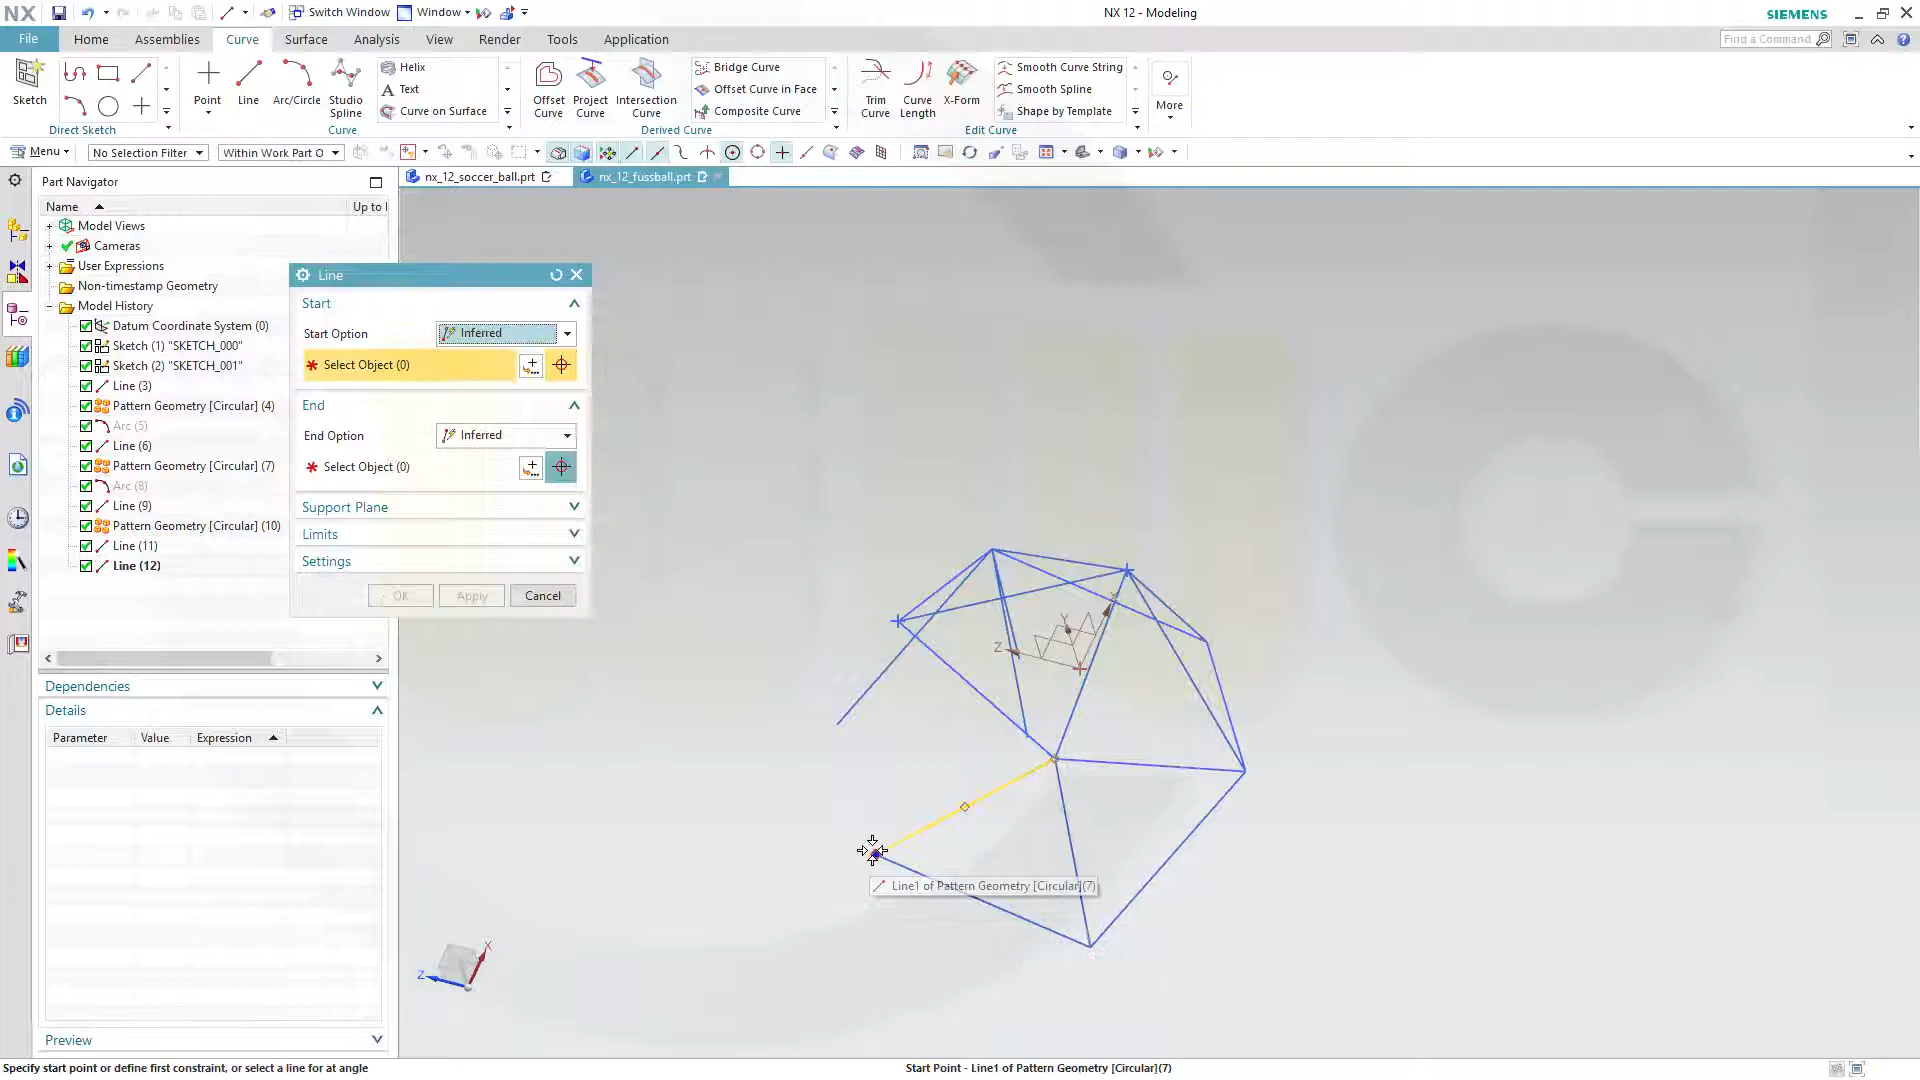 NX
Switch Window
Window
NX 12 - Modeling
SIEMENS
File
Home
Assemblies
Curve
Surface
Analysis
View
Render
Tools
Application
Find a Command
Sketch
Direct Sketch
Point
Line
Arc/Circle
Studio Spline
Helix
Text
Curve on Surface
Curve
Offset Curve
Project Curve
Intersection Curve
Bridge Curve
Offset Curve in Face
Composite Curve
Derived Curve
Trim Curve
Curve Length
X-Form
Smooth Curve String
Smooth Spline
Shape by Template
Edit Curve
More
Menu
No Selection Filter
Within Work Part O
Part Navigator
nx_12_soccer_ball.prt
nx_12_fussball.prt
Name
Up to
Model Views
Cameras
User Expressions
Non-timestamp Geometry
Model History
Datum Coordinate System (0)
Sketch (1) "SKETCH_000"
Sketch (2) "SKETCH_001"
Line (3)
Pattern Geometry [Circular] (4)
Arc (5)
Line (6)
Pattern Geometry [Circular] (7)
Arc (8)
Line (9)
Pattern Geometry [Circular] (10)
Line (11)
Line (12)
Line
Start
Start Option
Inferred
* Select Object (0)
End
End Option
Inferred
* Select Object (0)
Support Plane
Limits
Settings
OK
Apply
Cancel
Y
Z
Line1 of Pattern Geometry [Circular](7)
X
Z
Dependencies
Details
Parameter
Value
Expression
Preview
Specify start point or define first constraint, or select a line for at angle
Start Point - Line1 of Pattern Geometry [Circular](7)